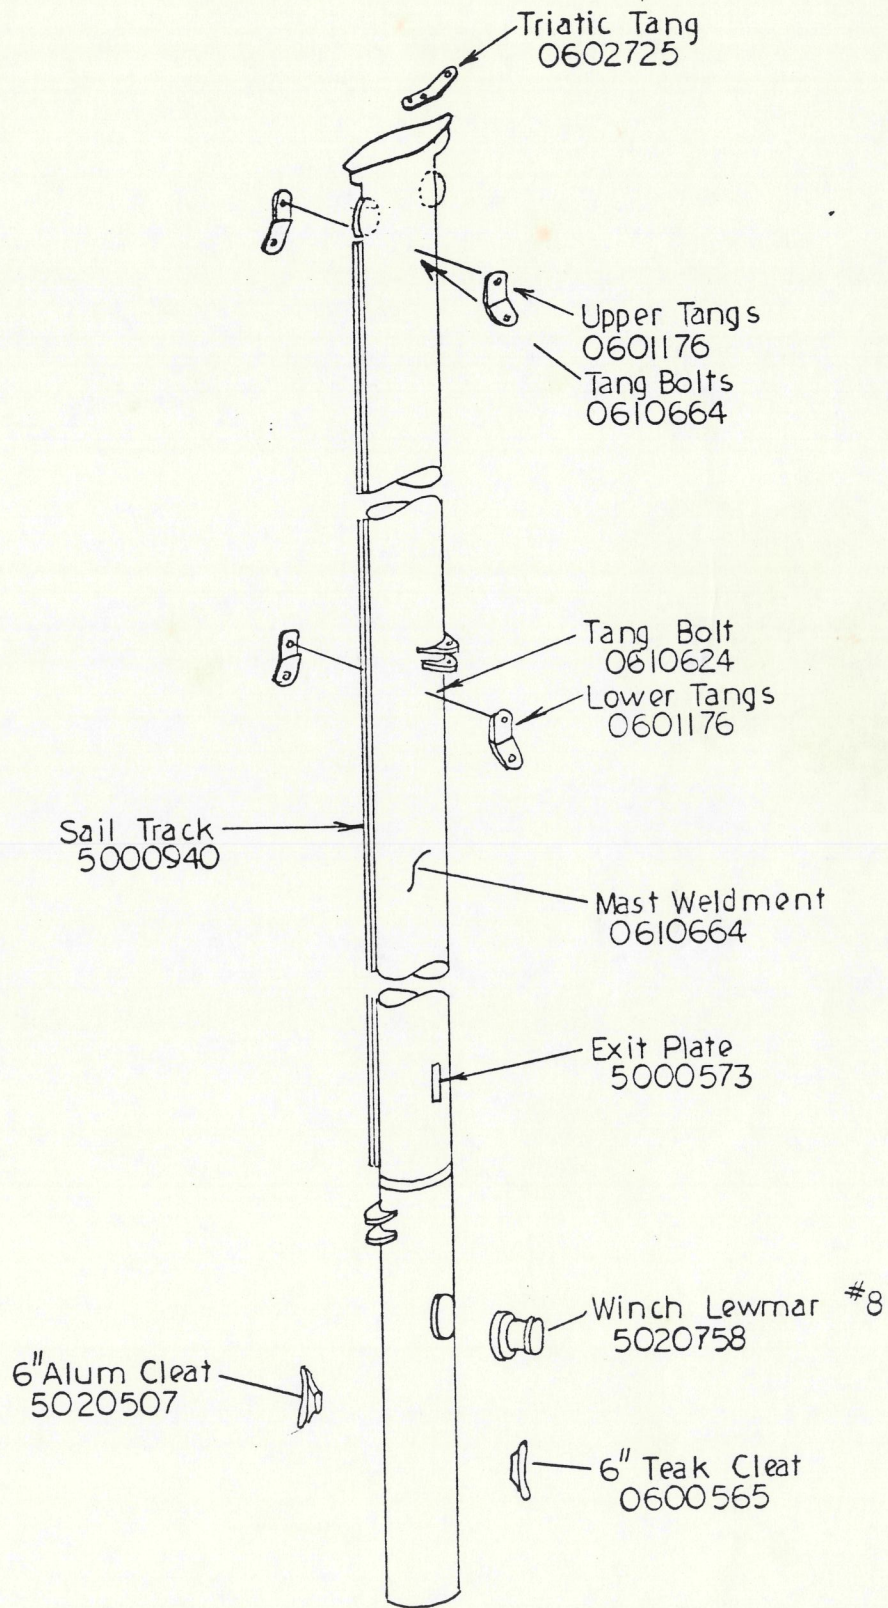 Triatic Tang
0602725
Upper Tangs
0601176
Tang Bolts
0610664
Tang Bolt
0610624
Lower Tangs
0601176
Sail Track
5000940
Mast Weldment
0610664
Exit Plate
5000573
Winch Lewmar #8
5020758
6" Alum Cleat
5020507
6" Teak Cleat
0600565